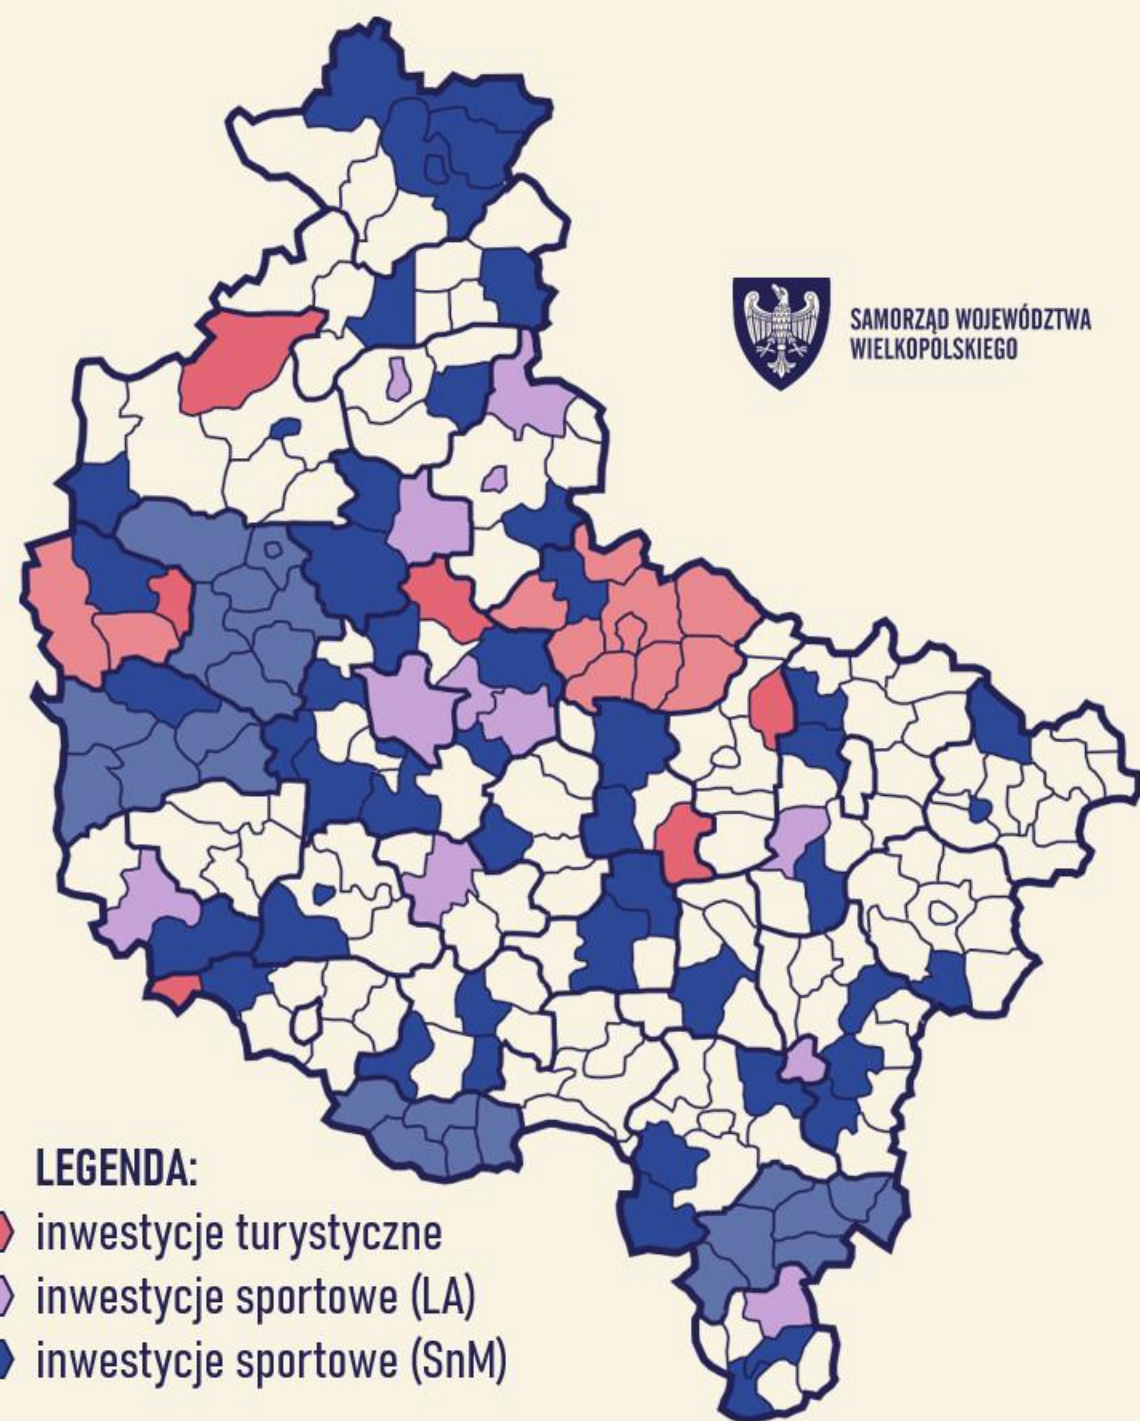 SAMORZĄD WOJEWÓDZTWA
WIELKOPOLSKIEGO
LEGENDA:
inwestycje turystyczne
inwestycje sportowe (LA)
inwestycje sportowe (SnM)